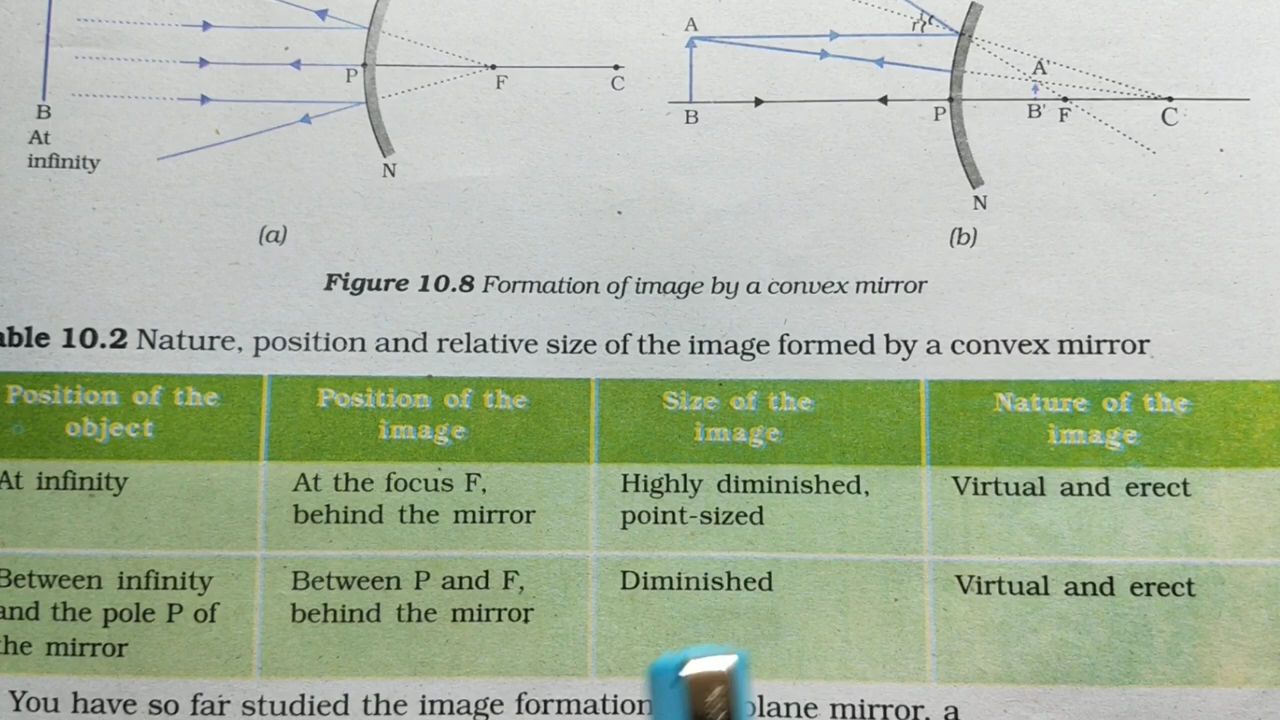 P
F
C
B
At
infinity
N
(a)
A
r
A'
B
P
B'
F
C
N
(b)
Figure 10.8 Formation of image by a convex mirror
10.2 Nature, position and relative size of the image formed by a convex mirror
Position of the
object
Position of the
image
Size of the
image
Nature of the
image
At infinity
At the focus F,
behind the mirror
Highly diminished,
point-sized
Virtual and erect
Between infinity
and the pole P of
the mirror
Between P and F,
behind the mirror
Diminished
Virtual and erect
You have so far studied the image formation plane mirror, a